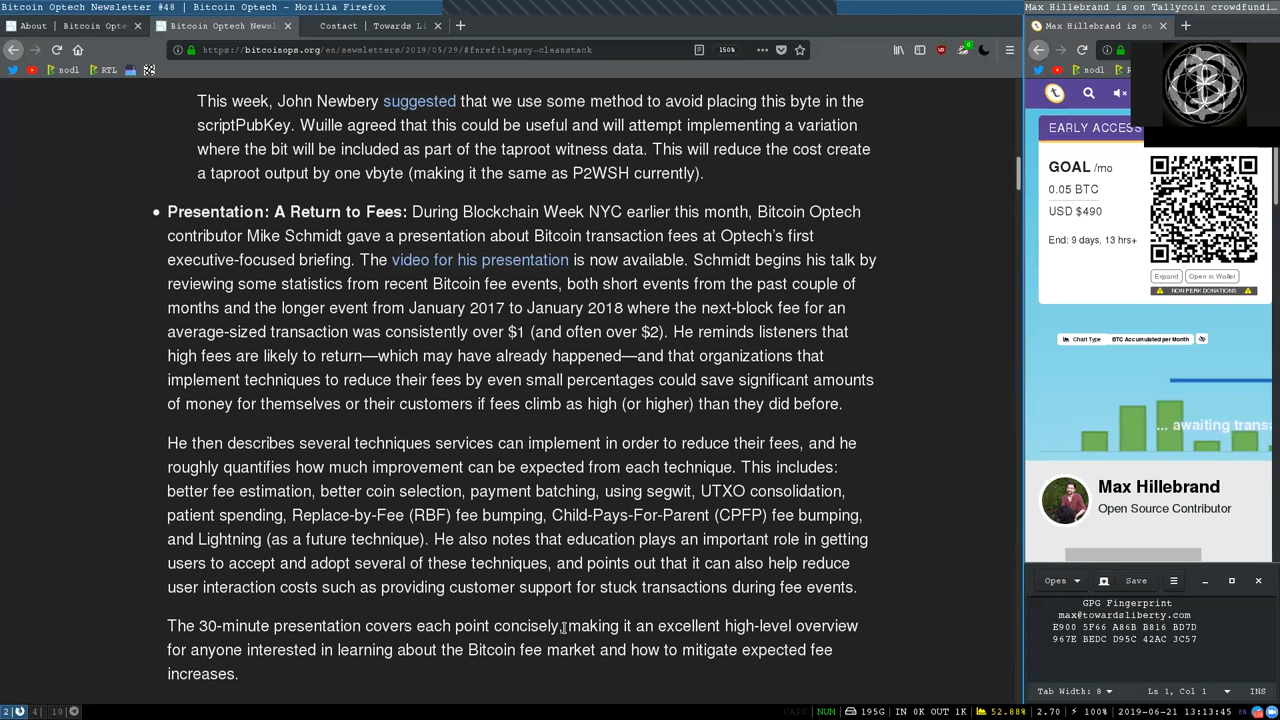 Bitcoin Optech Newsletter #48 | Bitcoin Optech - Mozilla Firefox
Max Hillebrand is on Tallycoin crowdfundi
About | Bitcoin Opte
Bitcoin Optech Newsl
Contact | Towards Li
Max Hillebrand is on Tal
https://bitcoinops.org/en/newsletters/2019/05/29/#fnref:legacy-cleanstack
150%
nodl
RTL
nodl
This week, John Newbery suggested that we use some method to avoid placing this byte in the
scriptPubKey. Wuille agreed that this could be useful and will attempt implementing a variation
where the bit will be included as part of the taproot witness data. This will reduce the cost create
a taproot output by one vbyte (making it the same as P2WSH currently).
• Presentation: A Return to Fees: During Blockchain Week NYC earlier this month, Bitcoin Optech
contributor Mike Schmidt gave a presentation about Bitcoin transaction fees at Optech's first
executive-focused briefing. The video for his presentation is now available. Schmidt begins his talk by
reviewing some statistics from recent Bitcoin fee events, both short events from the past couple of
months and the longer event from January 2017 to January 2018 where the next-block fee for an
average-sized transaction was consistently over $1 (and often over $2). He reminds listeners that
high fees are likely to return—which may have already happened—and that organizations that
implement techniques to reduce their fees by even small percentages could save significant amounts
of money for themselves or their customers if fees climb as high (or higher) than they did before.
He then describes several techniques services can implement in order to reduce their fees, and he
roughly quantifies how much improvement can be expected from each technique. This includes:
better fee estimation, better coin selection, payment batching, using segwit, UTXO consolidation,
patient spending, Replace-by-Fee (RBF) fee bumping, Child-Pays-For-Parent (CPFP) fee bumping,
and Lightning (as a future technique). He also notes that education plays an important role in getting
users to accept and adopt several of these techniques, and points out that it can also help reduce
user interaction costs such as providing customer support for stuck transactions during fee events.
The 30-minute presentation covers each point concisely, making it an excellent high-level overview
for anyone interested in learning about the Bitcoin fee market and how to mitigate expected fee
increases.
EARLY ACCESS
GOAL /mo
0.05 BTC
USD $490
End: 9 days, 13 hrs+
Expand
Open in Wallet
NON PERK DONATIONS
Chart Type
BTC Accumulated per Month
... awaiting transa
Max Hillebrand
Open Source Contributor
Open
Save
GPG Fingerprint
max@towardsliberty.com
E900 5F66 A86B B816 BD7D
967E BEDC D95C 42AC 3C57
Tab Width: 8
Ln 1, Col 1
INS
2
4
10
CAPS
NUM
195G
IN 0K OUT 1K
52.88%
2.70
100%
2019-06-21
13:13:45
EN